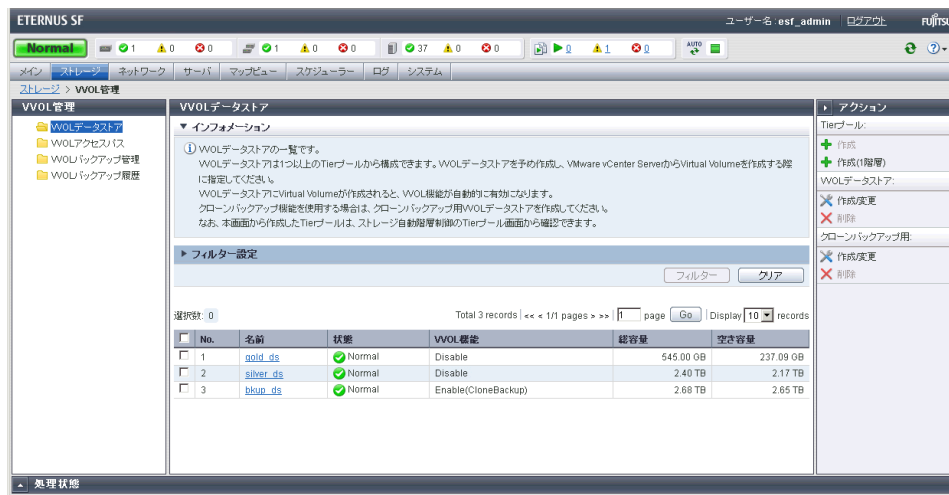 ETERNUS SF
ユーザー名:esf_admin ログアウト FUJITSU
Normal 1 0 0 1 0 0 37 0 0 0 1 0 AUTO
メイン ストレージ ネットワーク サーバ マップビュー スケジューラー ログ システム
ストレージ > VVOL管理
VVOL管理
VVOLデータストア
VVOLアクセスパス
VVOLバックアップ管理
VVOLバックアップ履歴
VVOLデータストア
▼ インフォメーション
VVOLデータストアの一覧です。
VVOLデータストアは1つ以上のTierプールから構成できます。VVOLデータストアを予め作成し、VMware vCenter ServerからVirtual Volumeを作成する際
に指定してください。
VVOLデータストアにVirtual Volumeが作成されると、VVOL機能が自動的に有効になります。
クローンバックアップ機能を使用する場合は、クローンバックアップ用VVOLデータストアを作成してください。
なお、本画面から作成したTierプールは、ストレージ自動階層制御のTierプール画面から確認できます。
▶ フィルター設定
フィルター クリア
選択数: 0 Total 3 records | << < 1/1 pages > >> | 1 page Go | Display 10 records
No. 名前 状態 VVOL機能 総容量 空き容量
1 gold_ds Normal Disable 545.00 GB 237.09 GB
2 silver_ds Normal Disable 2.40 TB 2.17 TB
3 bkup_ds Normal Enable(CloneBackup) 2.68 TB 2.65 TB
アクション
Tierプール:
作成
作成(1階層)
VVOLデータストア:
作成/変更
削除
クローンバックアップ用:
作成/変更
削除
処理状態